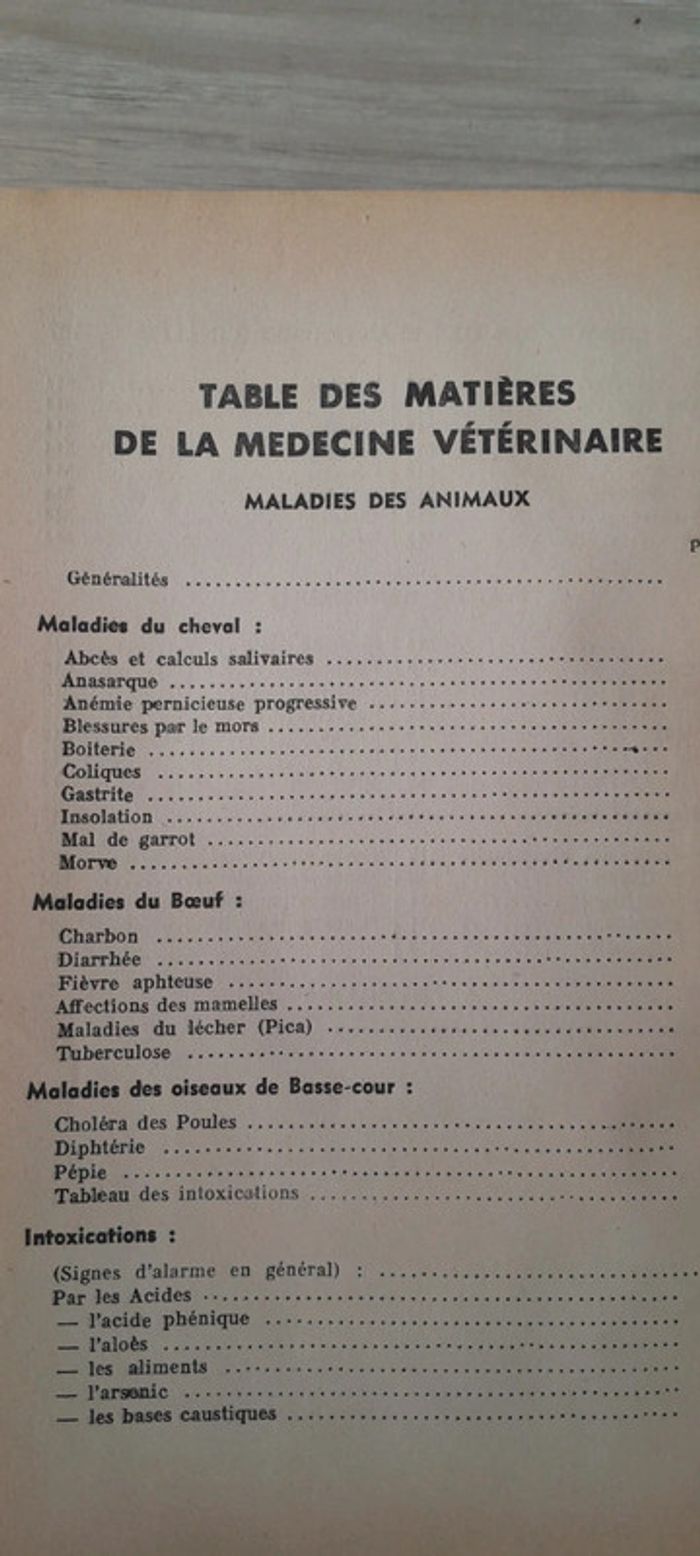 TABLE DES MATIÈRES
DE LA MEDECINE VÉTÉRINAIRE
MALADIES DES ANIMAUX
P
Généralités ........................................
Maladies du cheval :
Abcès et calculs salivaires ........................................
Anasarque ........................................
Anémie pernicieuse progressive ........................................
Blessures par le mors ........................................
Boiterie ........................................
Coliques ........................................
Gastrite ........................................
Insolation ........................................
Mal de garrot ........................................
Morve ........................................
Maladies du Bœuf :
Charbon ........................................
Diarrhée ........................................
Fièvre aphteuse ........................................
Affections des mamelles ........................................
Maladies du lécher (Pica) ........................................
Tuberculose ........................................
Maladies des oiseaux de Basse-cour :
Choléra des Poules ........................................
Diphtérie ........................................
Pépie ........................................
Tableau des intoxications ........................................
Intoxications :
(Signes d'alarme en général) : ........................................
Par les Acides ........................................
— l'acide phénique ........................................
— l'aloès ........................................
— les aliments ........................................
— l'arsenic ........................................
— les bases caustiques ........................................